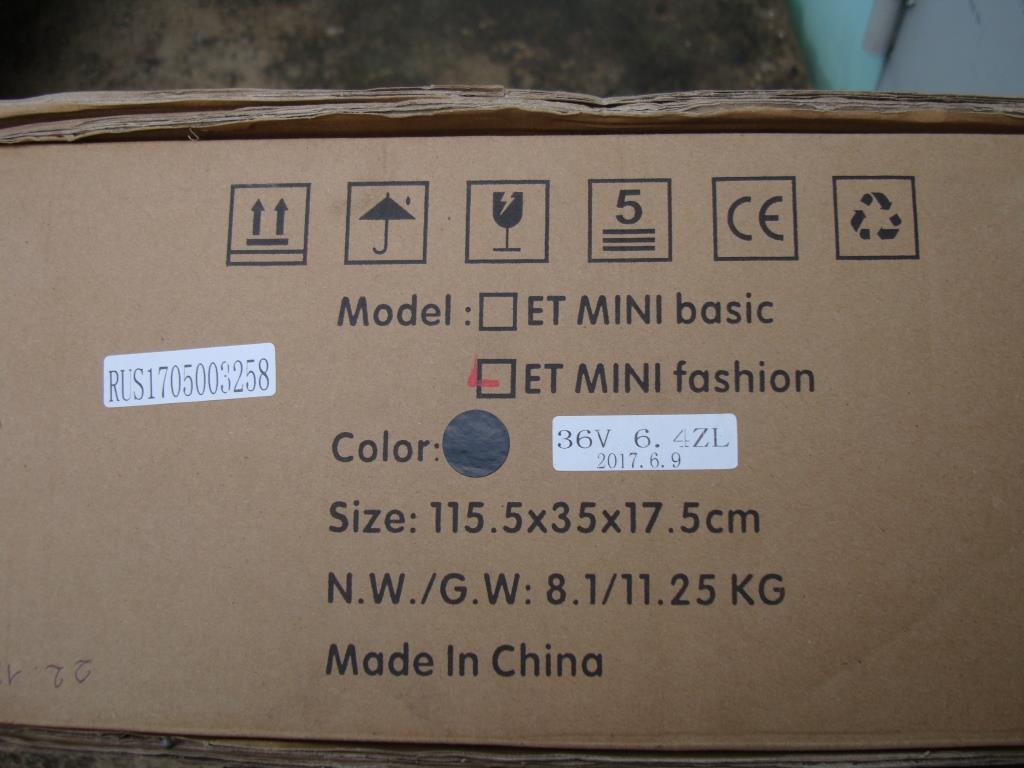 5
CE
Model : ET MINI basic
ET MINI fashion
RUS1705003258
Color:
36V 6.4ZL
2017.6.9
Size: 115.5x35x17.5cm
N.W./G.W: 8.1/11.25 KG
Made In China